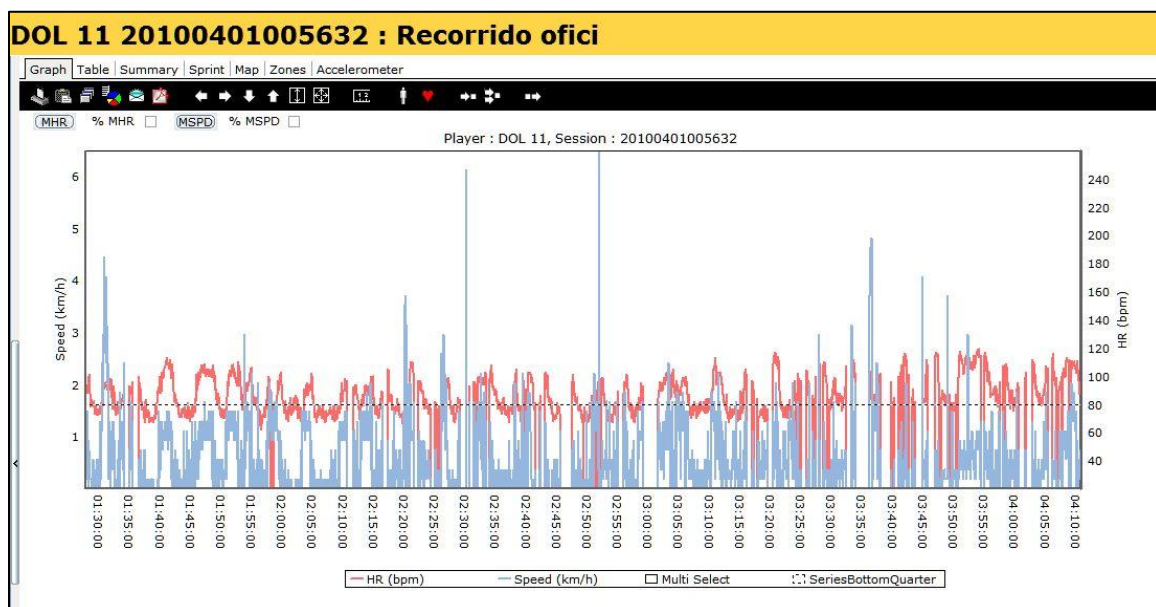 DOL 11 20100401005632 : Recorrido ofici
Graph Table Summary Sprint Map Zones Accelerometer
MHR % MHR MSPD % MSPD
Player : DOL 11, Session : 20100401005632
Speed (km/h)
6
5
4
3
2
1
HR (bpm)
240
220
200
180
160
140
120
100
80
60
40
01:30:00 01:35:00 01:40:00 01:45:00 01:50:00 01:55:00 02:00:00 02:05:00 02:10:00 02:15:00 02:20:00 02:25:00 02:30:00 02:35:00 02:40:00 02:45:00 02:50:00 02:55:00 03:00:00 03:05:00 03:10:00 03:15:00 03:20:00 03:25:00 03:30:00 03:35:00 03:40:00 03:45:00 03:50:00 03:55:00 04:00:00 04:05:00 04:10:00
HR (bpm) Speed (km/h) Multi Select SeriesBottomQuarter